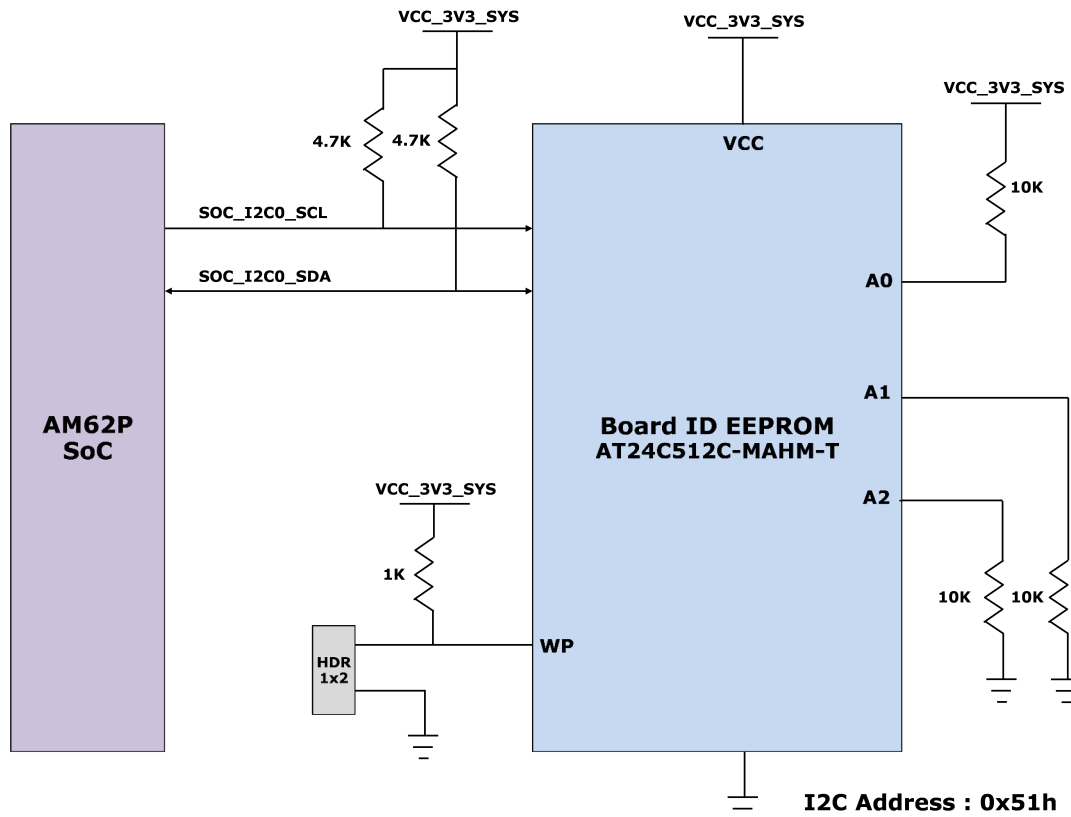 VCC_3V3_SYS
VCC_3V3_SYS
VCC_3V3_SYS
4.7K
4.7K
VCC
10K
SOC_I2C0_SCL
SOC_I2C0_SDA
A0
A1
AM62P
SoC
Board ID EEPROM
AT24C512C-MAHM-T
VCC_3V3_SYS
A2
1K
10K
10K
HDR
1x2
WP
I2C Address : 0x51h